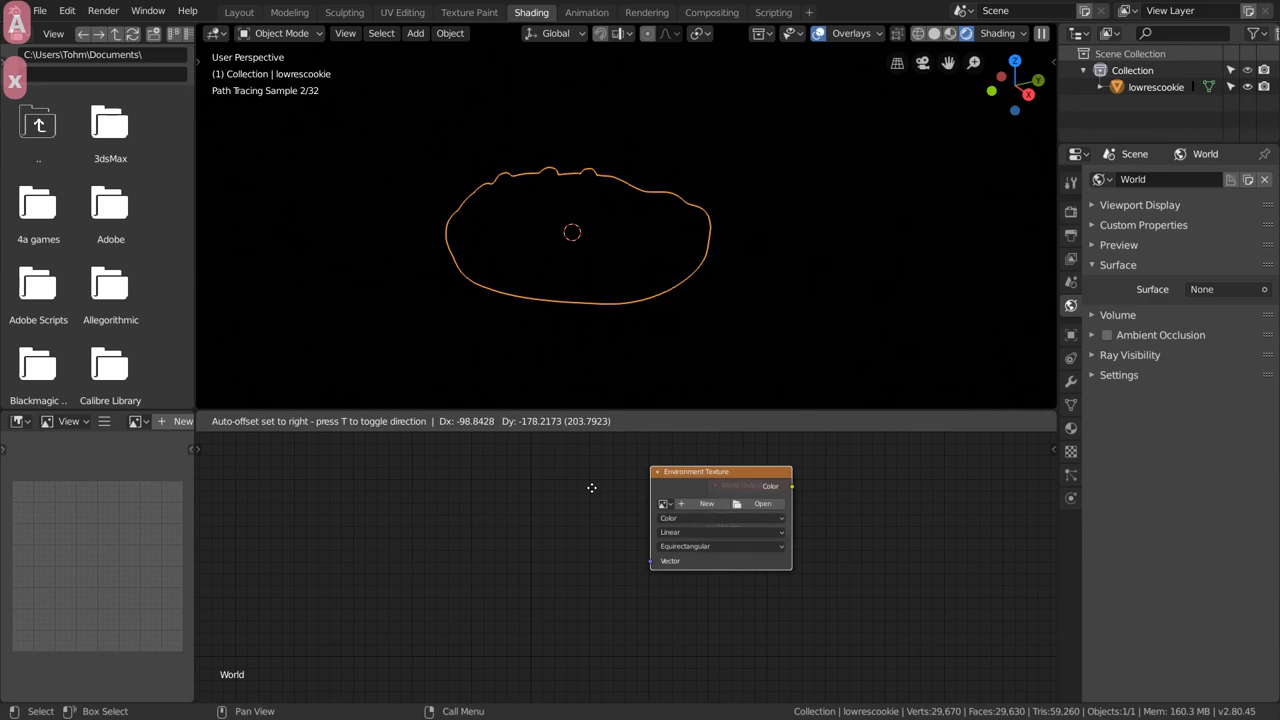 A
X
File Edit Render Window Help
Layout Modeling Sculpting UV Editing Texture Paint Shading Animation Rendering Compositing Scripting
Scene
View Layer
View
Object Mode View Select Add Object
Global
Overlays
Shading
C:\Users\Tohm\Documents\
User Perspective
(1) Collection | lowrescookie
Path Tracing Sample 2/32
Z
Y
X
Scene Collection
Collection
lowrescookie
..
3dsMax
4a games
Adobe
Adobe Scripts
Allegorithmic
Blackmagic ..
Calibre Library
Scene
World
World
Viewport Display
Custom Properties
Preview
Surface
Surface None
Volume
Ambient Occlusion
Ray Visibility
Settings
View
New
Auto-offset set to right - press T to toggle direction | Dx: -98.8428 Dy: -178.2173 (203.7923)
Environment Texture
Color
New
Open
Color
Linear
Equirectangular
Vector
World
Select
Box Select
Pan View
Call Menu
Collection | lowrescookie | Verts:29,670 | Faces:29,630 | Tris:59,260 | Objects:1/1 | Mem: 160.3 MB | v2.80.45